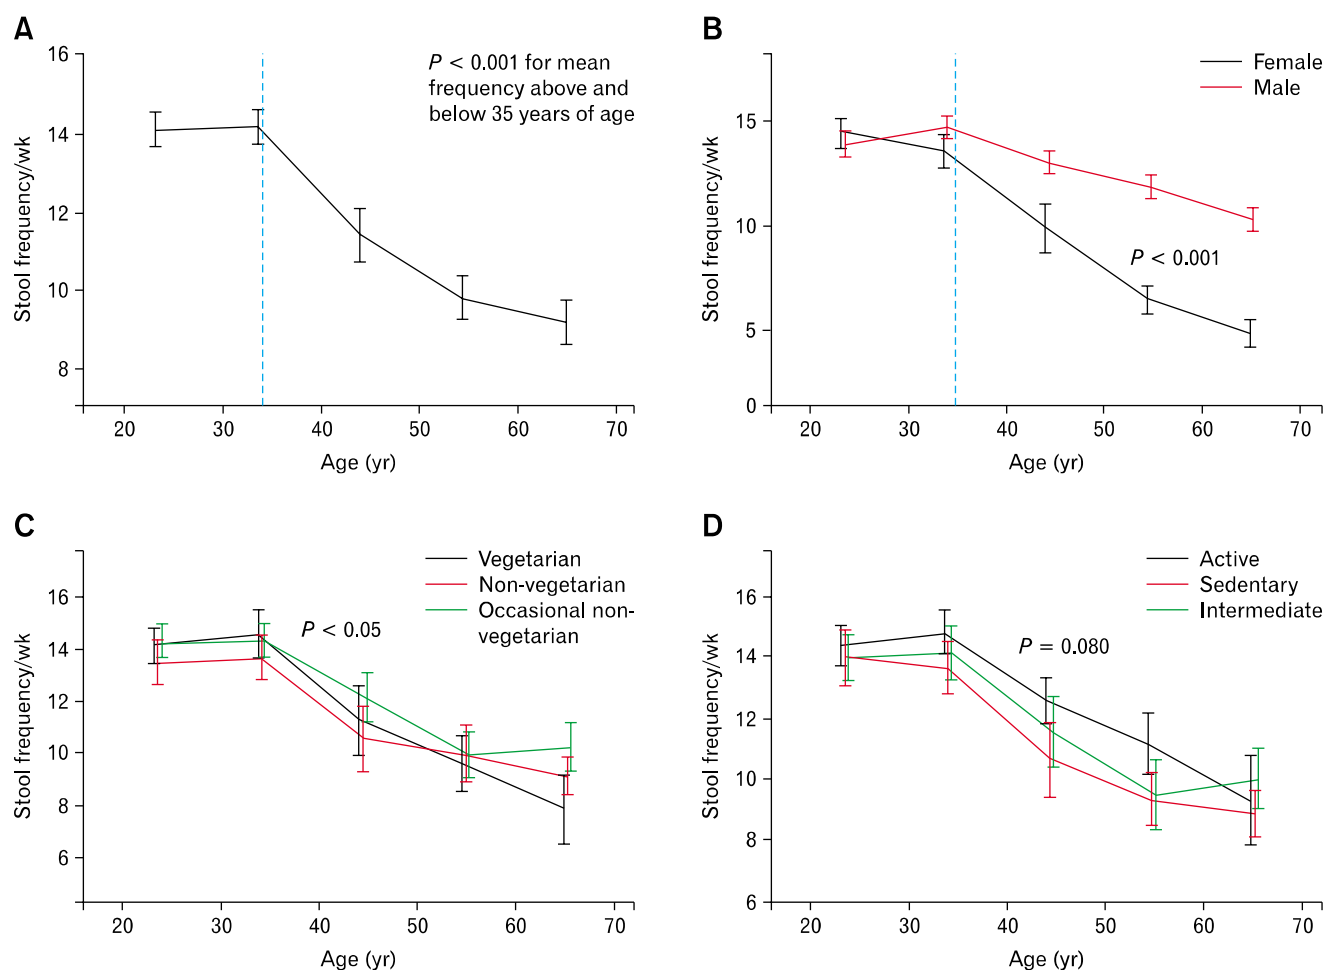 A
P < 0.001 for mean
frequency above and
below 35 years of age
Stool frequency/wk
16
14
12
10
8
20 30 40 50 60 70
Age (yr)
B
Female
Male
P < 0.001
Stool frequency/wk
15
10
5
0
20 30 40 50 60 70
Age (yr)
C
Vegetarian
Non-vegetarian
Occasional non-
vegetarian
P < 0.05
Stool frequency/wk
16
14
12
10
8
6
20 30 40 50 60 70
Age (yr)
D
Active
Sedentary
Intermediate
P = 0.080
Stool frequency/wk
16
14
12
10
8
6
20 30 40 50 60 70
Age (yr)